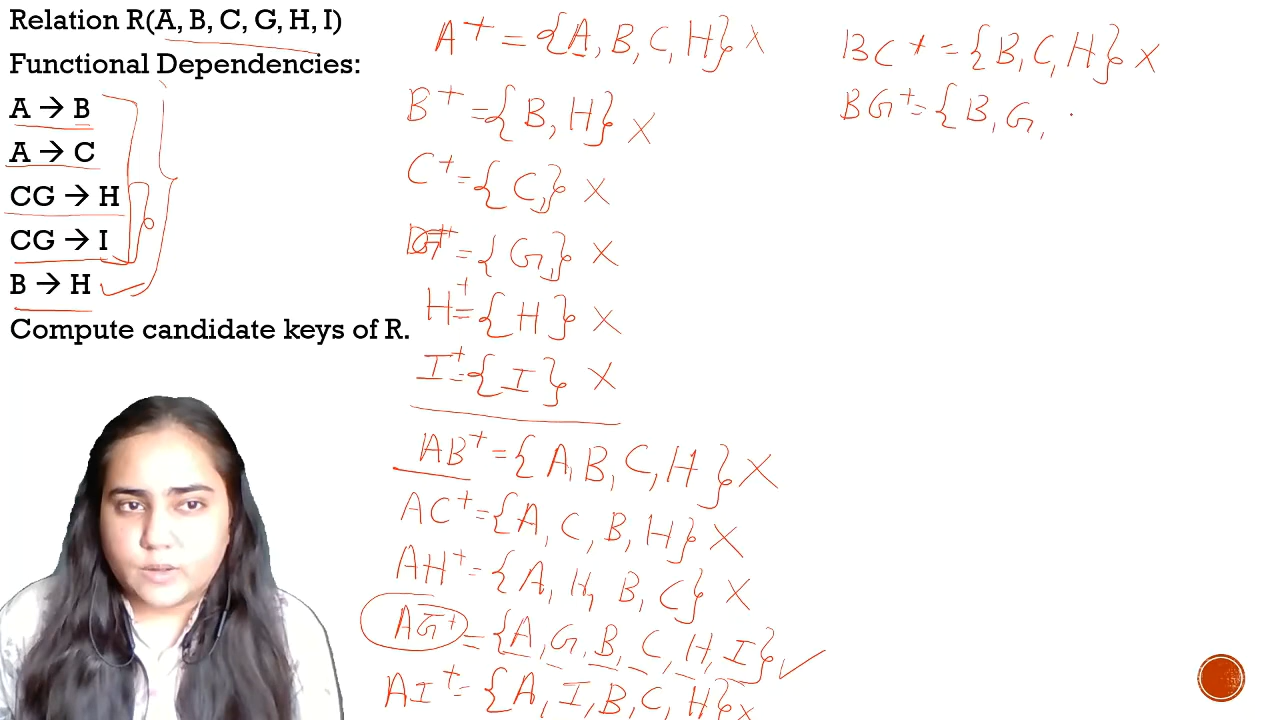 Relation R(A, B, C, G, H, I)
Functional Dependencies:
A → B
A → C
CG → H
CG → I
B → H
Compute candidate keys of R.
A+ = {A, B, C, H} X
B+ = {B, H} X
C+ = {C,} X
G+ = {G,} X
H+ = {H} X
I+ = {I} X
AB+ = {A, B, C, H} X
AC+ = {A, C, B, H} X
AH+ = {A, H, B, C} X
AG+ = {A, G, B, C, H, I} ✓
AI+ = {A, I, B, C, H} X
BC+ = {B, C, H} X
BG+ = {B, G,